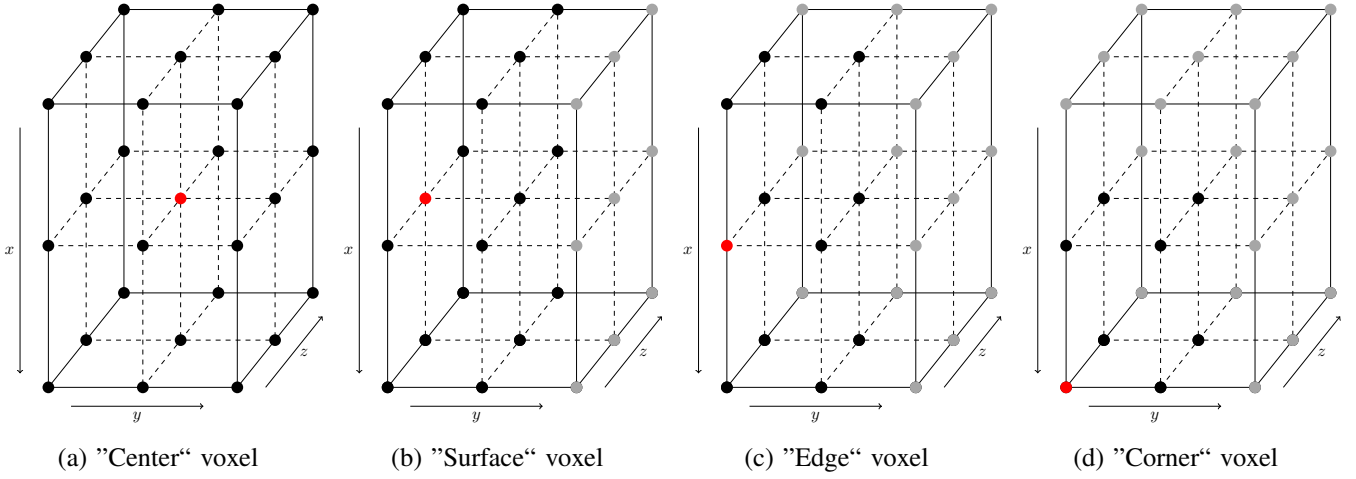 x
y
z
x
y
z
x
y
z
x
y
z
(a) ”Center“ voxel
(b) ”Surface“ voxel
(c) ”Edge“ voxel
(d) ”Corner“ voxel